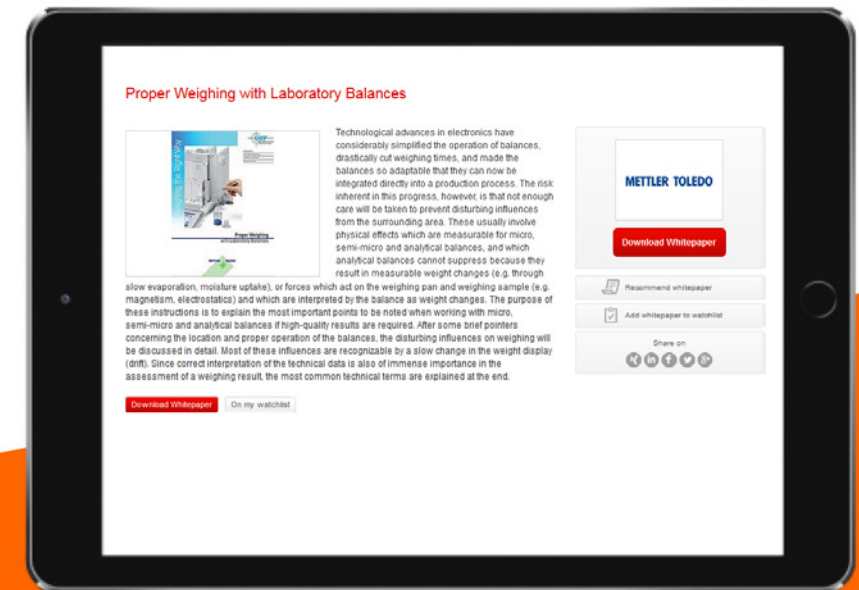 Proper Weighing with Laboratory Balances
Weighing the Right Way
Proper Weighing
with Laboratory Balances
METTLER TOLEDO
Technological advances in electronics have
considerably simplified the operation of balances,
drastically cut weighing times, and made the
balances so adaptable that they can now be
integrated directly into a production process. The risk
inherent in this progress, however, is that not enough
care will be taken to prevent disturbing influences
from the surrounding area. These usually involve
physical effects which are measurable for micro,
semi-micro and analytical balances, and which
analytical balances cannot suppress because they
result in measurable weight changes (e.g. through
slow evaporation, moisture uptake), or forces which act on the weighing pan and weighing sample (e.g.
magnetism, electrostatics) and which are interpreted by the balance as weight changes. The purpose of
these instructions is to explain the most important points to be noted when working with micro,
semi-micro and analytical balances if high-quality results are required. After some brief pointers
concerning the location and proper operation of the balances, the disturbing influences on weighing will
be discussed in detail. Most of these influences are recognizable by a slow change in the weight display
(drift). Since correct interpretation of the technical data is also of immense importance in the
assessment of a weighing result, the most common technical terms are explained at the end.
Download Whitepaper
On my watchlist
METTLER TOLEDO
Download Whitepaper
Recommend whitepaper
Add whitepaper to watchlist
Share on